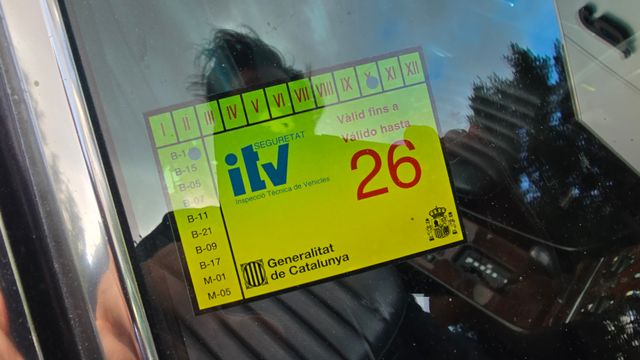 I II III IV V VI VII VIII IX X XI XII
Vàlid fins a
Válido hasta
26
SEGURETAT
itv
Inspecció Tècnica de Vehicles
B-15
B-05
B-07
B-11
B-21
B-09
B-17
M-01
M-05
Generalitat
de Catalunya